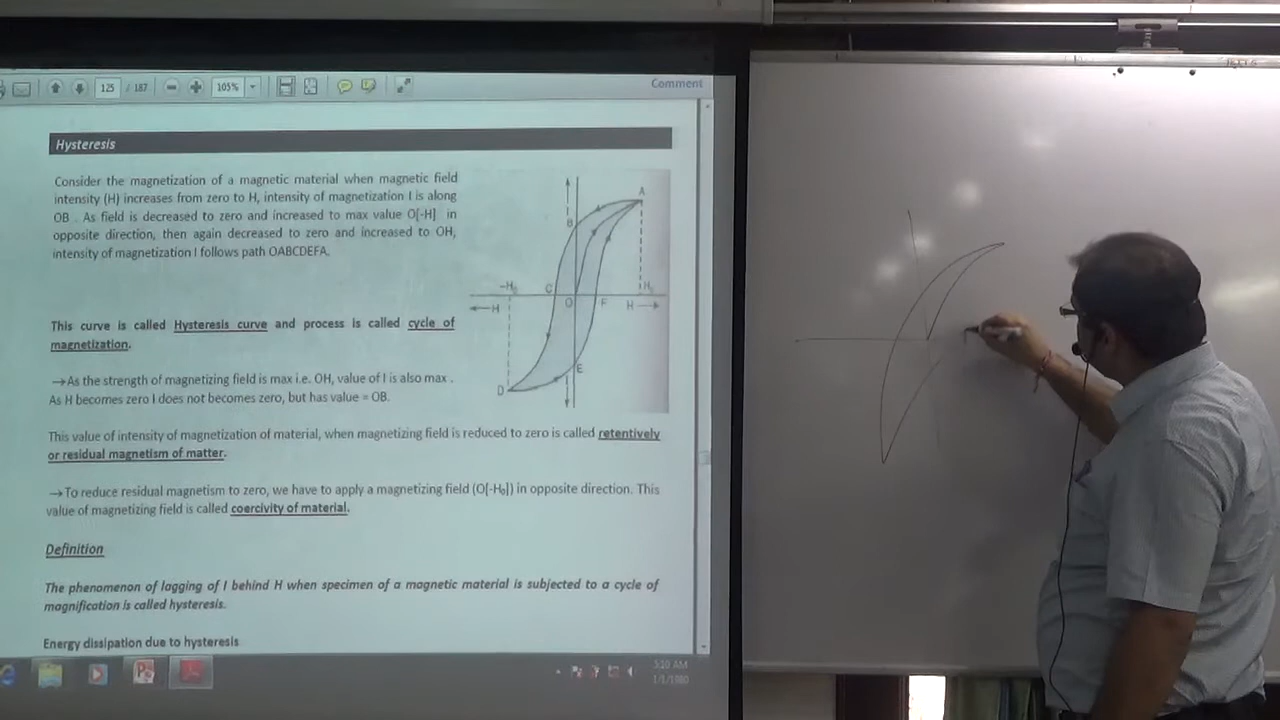 125 / 187
105%
Comment
Hysteresis
Consider the magnetization of a magnetic material when magnetic field
intensity (H) increases from zero to H, intensity of magnetization I is along
OB . As field is decreased to zero and increased to max value O[-H] in
opposite direction, then again decreased to zero and increased to OH,
intensity of magnetization I follows path OABCDEFA.
A
B
-H₀
C
O
F
H
H
H
E
D
This curve is called Hysteresis curve and process is called cycle of
magnetization.
→As the strength of magnetizing field is max i.e. OH, value of I is also max .
As H becomes zero I does not becomes zero, but has value = OB.
This value of intensity of magnetization of material, when magnetizing field is reduced to zero is called retentively
or residual magnetism of matter.
→To reduce residual magnetism to zero, we have to apply a magnetizing field (O[-H₀]) in opposite direction. This
value of magnetizing field is called coercivity of material.
Definition
The phenomenon of lagging of I behind H when specimen of a magnetic material is subjected to a cycle of
magnification is called hysteresis.
Energy dissipation due to hysteresis
5:10 AM
1/1/1980